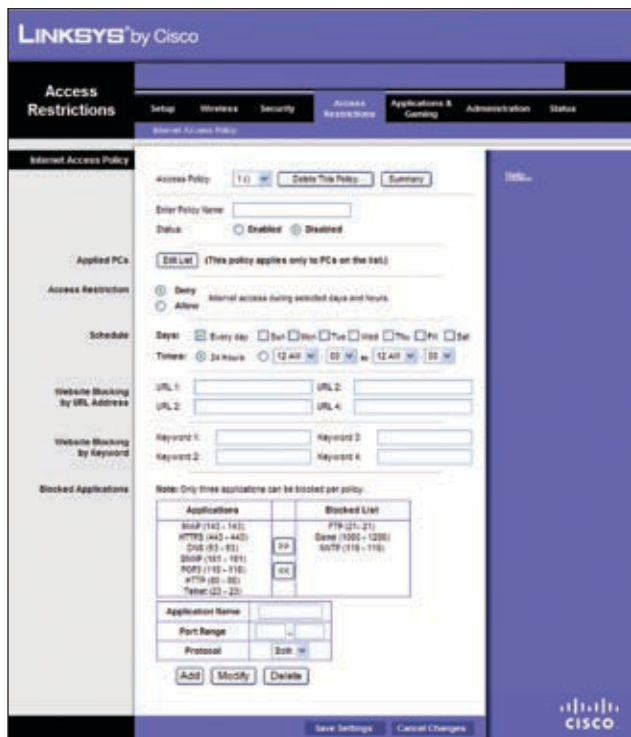 LINKSYS® by Cisco
Access Restrictions
Setup Wireless Security Access Restrictions Applications & Gaming Administration Status
Internet Access Policy
Internet Access Policy
Access Policy: 1 () Delete This Policy Summary
Help...
Enter Policy Name:
Status: Enabled Disabled
Applied PCs
Edit List (This policy applies only to PCs on the list.)
Access Restriction
Deny
Allow
Internet access during selected days and hours.
Schedule
Days: Every day Sun Mon Tue Wed Thu Fri Sat
Times: 24 Hours 12 AM : 00 to 12 AM : 00
Website Blocking by URL Address
URL 1: URL 3:
URL 2: URL 4:
Website Blocking by Keyword
Keyword 1: Keyword 3:
Keyword 2: Keyword 4:
Blocked Applications
Note: Only three applications can be blocked per policy.
Applications Blocked List
IMAP (143 - 143)
HTTPS (443 - 443)
DNS (53 - 53)
SNMP (161 - 161)
POP3 (110 - 110)
HTTP (80 - 80)
Telnet (23 - 23)
>>
<<
FTP (21 - 21)
Game (1000 - 1200)
NNTP (119 - 119)
Application Name
Port Range -
Protocol Both
Add Modify Delete
Save Settings Cancel Changes
CISCO